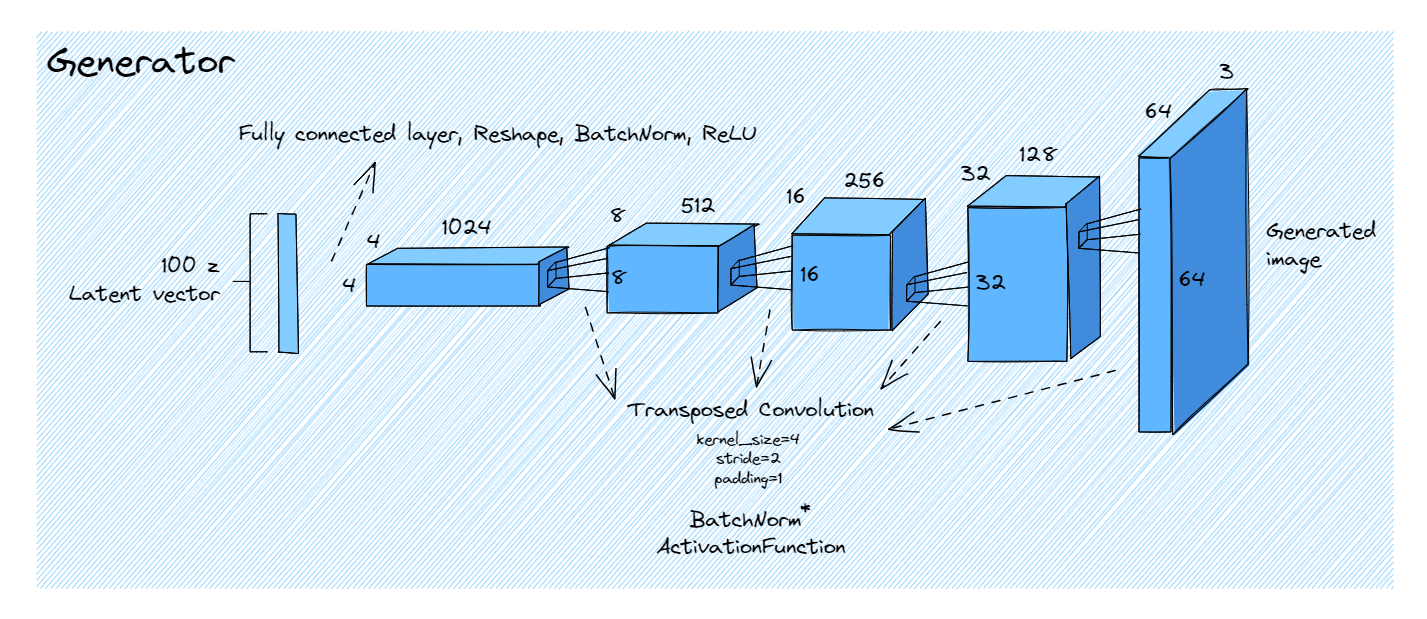 Generator
Fully connected layer, Reshape, BatchNorm, ReLU
100 z
Latent vector
4
4
1024
8
8
512
16
16
256
32
32
128
64
64
3
Generated
image
Transposed Convolution
kernel_size=4
stride=2
padding=1
BatchNorm*
ActivationFunction